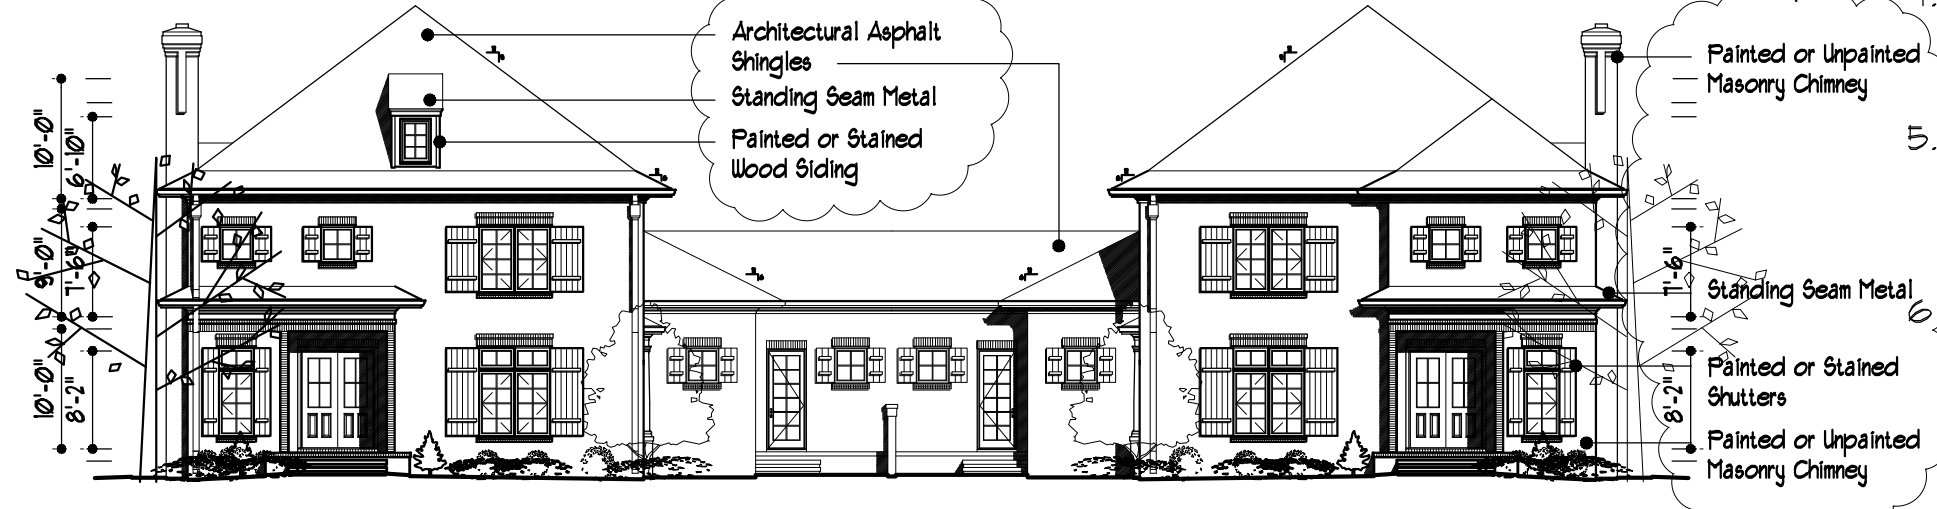 Architectural Asphalt
Shingles
Standing Seam Metal
Painted or Stained
Wood Siding
Painted or Unpainted
Masonry Chimney
5.
Standing Seam Metal
6.
Painted or Stained
Shutters
Painted or Unpainted
Masonry Chimney
10'-0"
6'-10"
9'-0"
7'-6"
10'-0"
8'-2"
7'-6"
8'-2"